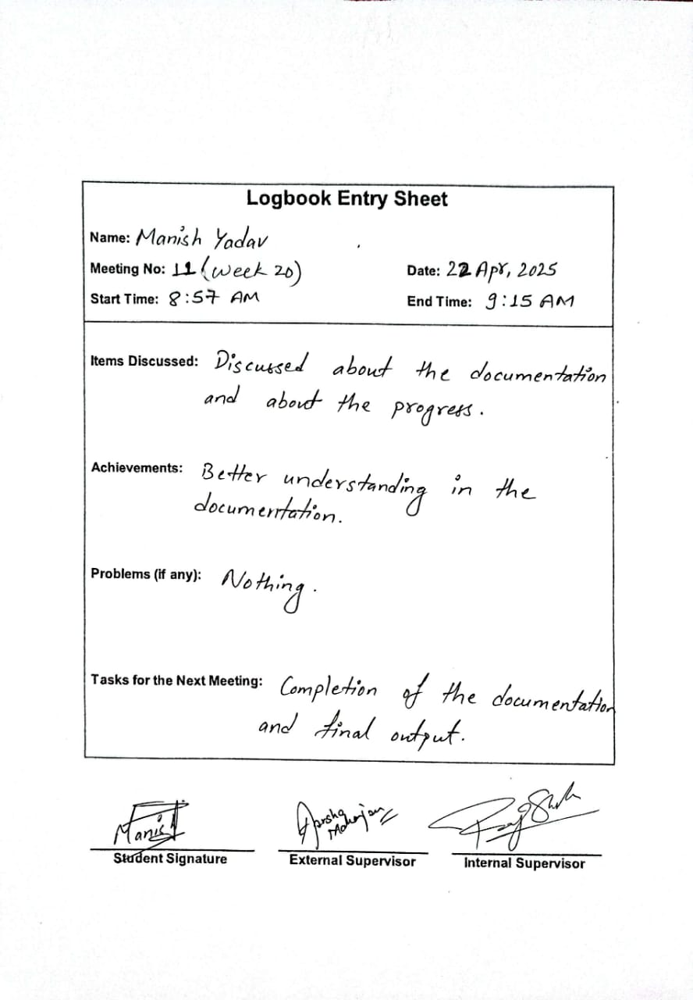 Logbook Entry Sheet
Name: Manish Yadav
Meeting No: 11 (week 20)
Date: 22 Apr, 2025
Start Time: 8:57 AM
End Time: 9:15 AM
Items Discussed: Discussed about the documentation
and about the progress.
Achievements: Better understanding in the
documentation.
Problems (if any): Nothing.
Tasks for the Next Meeting: Completion of the documentation
and final output.
Manish
Maharjan
Student Signature
External Supervisor
Internal Supervisor